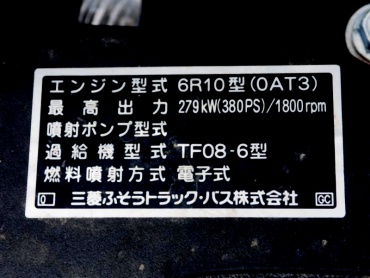 エンジン型式 6R10型(0AT3)
最高出力 279kW(380PS)/1800rpm
噴射ポンプ型式
過給機型式 TF08-6型
燃料噴射方式 電子式
0 三菱ふそうトラック・バス株式会社 GC